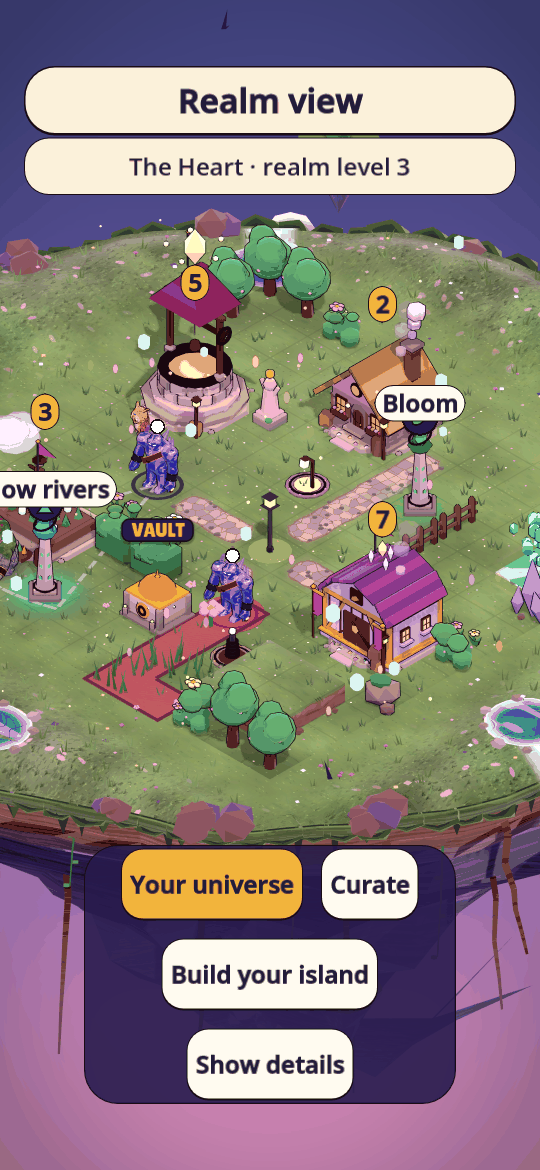 Realm view
The Heart · realm level 3
5
2
Bloom
3
ow rivers
VAULT
7
Your universe
Curate
Build your island
Show details